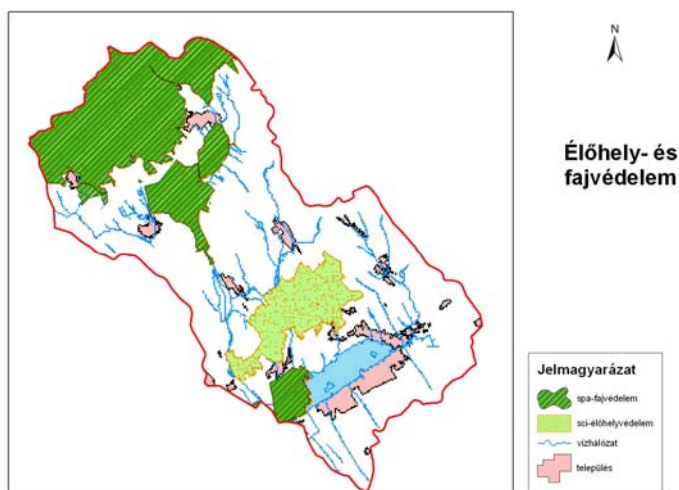 N
Élőhely- és
fajvédelem
Jelmagyarázat
spa-fajvédelem
sci-élőhelyvédelem
vízhálózat
település